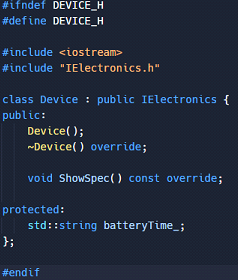 #ifndef DEVICE_H
#define DEVICE_H

#include <iostream>
#include "IElectronics.h"

class Device : public IElectronics {
public:
    Device();
    ~Device() override;

    void ShowSpec() const override;

protected:
    std::string batteryTime_;
};

#endif